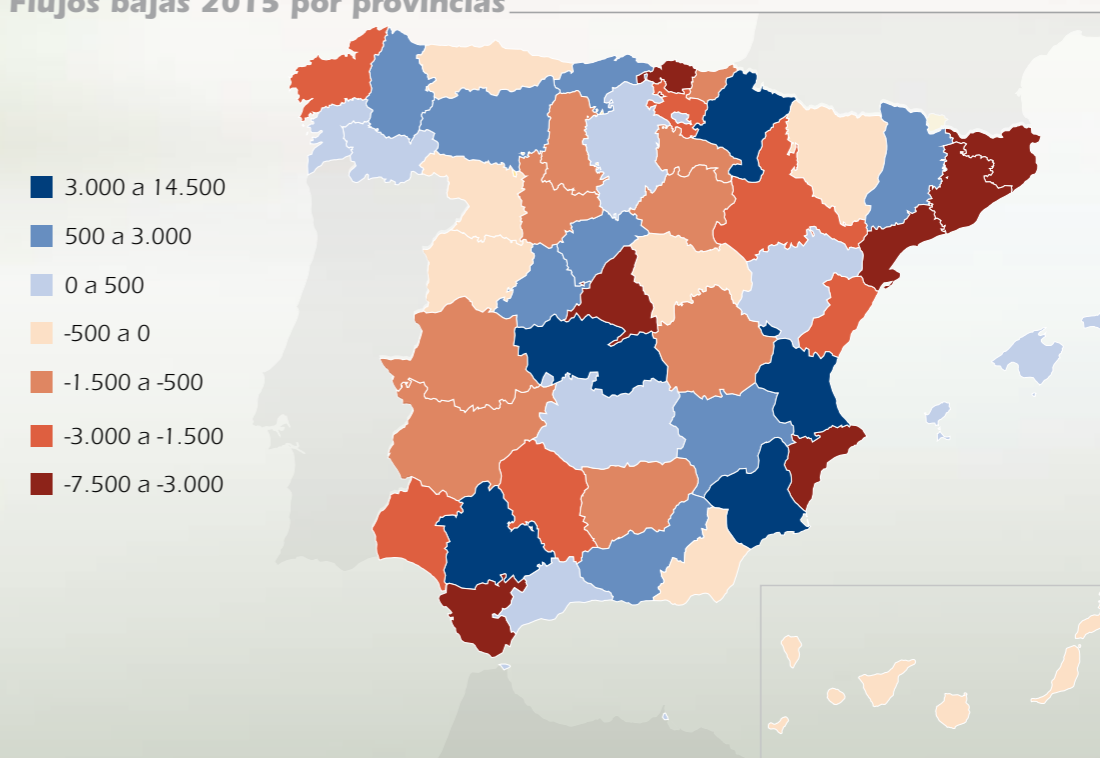 Flujos bajas 2015 por provincias
3.000 a 14.500
500 a 3.000
0 a 500
-500 a 0
-1.500 a -500
-3.000 a -1.500
-7.500 a -3.000